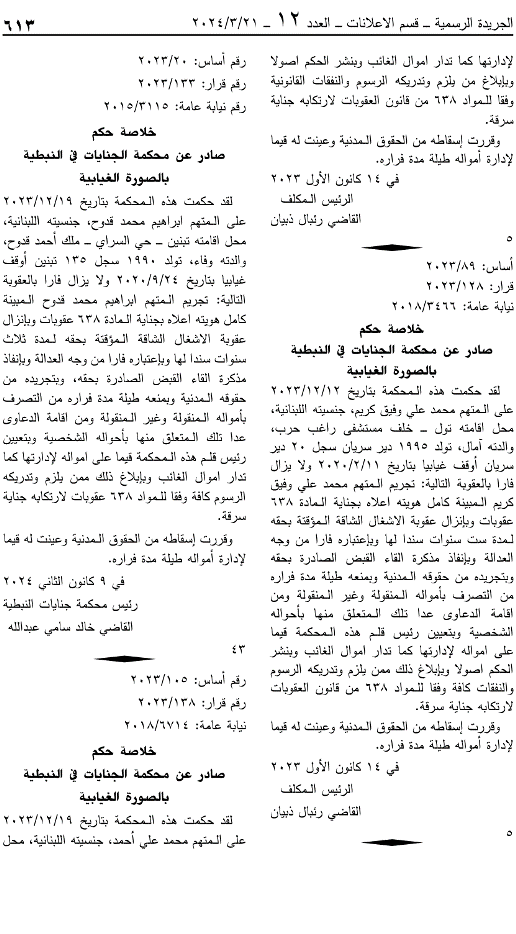 الجريدة الرسمية ــ قسم الاعلانات ــ العدد ١٢ ــ ٢٠٢٤/٣/٢١
٦١٣
لإدارتها كما تدار اموال الغائب وبنشر الحكم اصولا
وبإبلاغ من يلزم وتدريكه الرسوم والنفقات القانونية
وفقا للمواد ٦٣٨ من قانون العقوبات لارتكابه جناية
سرقة.
وقررت إسقاطه من الحقوق المدنية وعينت له قيما
لإدارة أمواله طيلة مدة فراره.
في ١٤ كانون الأول ٢٠٢٣
الرئيس المكلف
القاضي رئبال ذبيان
٥
أساس: ٢٠٢٣/٨٩
قرار: ٢٠٢٣/١٢٨
نيابة عامة: ٢٠١٨/٣٤٦٦
خلاصة حكم
صادر عن محكمة الجنايات في النبطية
بالصورة الغيابية
لقد حكمت هذه المحكمة بتاريخ ٢٠٢٣/١٢/١٢
على المتهم محمد علي وفيق كريم، جنسيته اللبنانية،
محل اقامته تول ــ خلف مستشفى راغب حرب،
والدته آمال، تولد ١٩٩٥ دير سريان سجل ٢٠ دير
سريان أوقف غيابيا بتاريخ ٢٠٢٠/٢/١١ ولا يزال
فارا بالعقوبة التالية: تجريم المتهم محمد علي وفيق
كريم المبينة كامل هويته اعلاه بجناية المادة ٦٣٨
عقوبات وبإنزال عقوبة الاشغال الشاقة المؤقتة بحقه
لمدة ست سنوات سندا لها وبإعتباره فارا من وجه
العدالة وبإنفاذ مذكرة القاء القبض الصادرة بحقه
وبتجريده من حقوقه المدنية وبمنعه طيلة مدة فراره
من التصرف بأمواله المنقولة وغير المنقولة ومن
اقامة الدعاوى عدا تلك المتعلق منها بأحواله
الشخصية وبتعيين رئيس قلم هذه المحكمة قيما
على امواله لإدارتها كما تدار اموال الغائب وبنشر
الحكم اصولا وبإبلاغ ذلك ممن يلزم وتدريكه الرسوم
والنفقات كافة وفقا للمواد ٦٣٨ من قانون العقوبات
لارتكابه جناية سرقة.
وقررت إسقاطه من الحقوق المدنية وعينت له قيما
لإدارة أمواله طيلة مدة فراره.
في ١٤ كانون الأول ٢٠٢٣
الرئيس المكلف
القاضي رئبال ذبيان
٥
رقم أساس: ٢٠٢٣/٢٠
رقم قرار: ٢٠٢٣/١٣٣
رقم نيابة عامة: ٢٠١٥/٣١١٥
خلاصة حكم
صادر عن محكمة الجنايات في النبطية
بالصورة الغيابية
لقد حكمت هذه المحكمة بتاريخ ٢٠٢٣/١٢/١٩
على المتهم ابراهيم محمد قدوح، جنسيته اللبنانية،
محل اقامته تبنين ــ حي السراي ــ ملك أحمد قدوح،
والدته وفاء، تولد ١٩٩٠ سجل ١٣٥ تبنين أوقف
غيابيا بتاريخ ٢٠٢٠/٩/٢٤ ولا يزال فارا بالعقوبة
التالية: تجريم المتهم ابراهيم محمد قدوح المبينة
كامل هويته اعلاه بجناية المادة ٦٣٨ عقوبات وبإنزال
عقوبة الاشغال الشاقة المؤقتة بحقه لمدة ثلاث
سنوات سندا لها وبإعتباره فارا من وجه العدالة وبإنفاذ
مذكرة القاء القبض الصادرة بحقه، وبتجريده من
حقوقه المدنية وبمنعه طيلة مدة فراره من التصرف
بأمواله المنقولة وغير المنقولة ومن اقامة الدعاوى
عدا تلك المتعلق منها بأحواله الشخصية وبتعيين
رئيس قلم هذه المحكمة قيما على امواله لإدارتها كما
تدار اموال الغائب وبإبلاغ ذلك ممن يلزم وتدريكه
الرسوم كافة وفقا للمواد ٦٣٨ عقوبات لارتكابه جناية
سرقة.
وقررت إسقاطه من الحقوق المدنية وعينت له قيما
لإدارة أمواله طيلة مدة فراره.
في ٩ كانون الثاني ٢٠٢٤
رئيس محكمة جنايات النبطية
القاضي خالد سامي عبدالله
٤٣
رقم أساس: ٢٠٢٣/١٠٥
رقم قرار: ٢٠٢٣/١٣٨
نيابة عامة: ٢٠١٨/٦٧١٤
خلاصة حكم
صادر عن محكمة الجنايات في النبطية
بالصورة الغيابية
لقد حكمت هذه المحكمة بتاريخ ٢٠٢٣/١٢/١٩
على المتهم محمد علي أحمد، جنسيته اللبنانية، محل